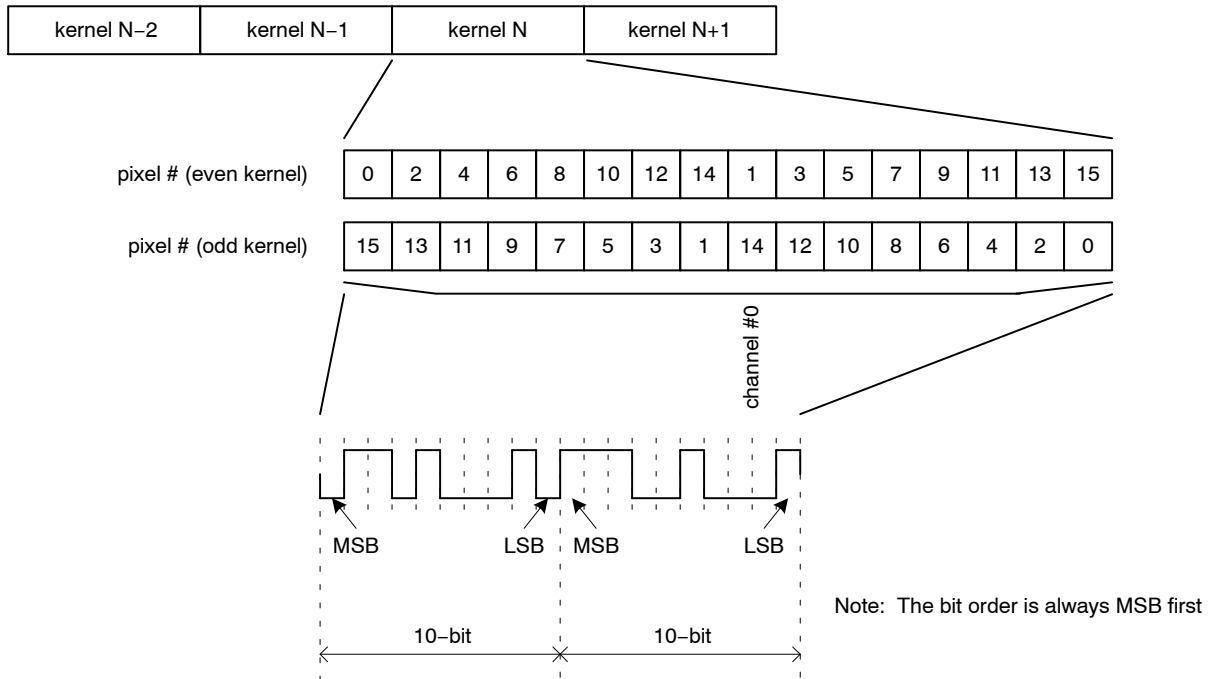 kernel N−2 kernel N−1 kernel N kernel N+1
pixel # (even kernel) 0 2 4 6 8 10 12 14 1 3 5 7 9 11 13 15
pixel # (odd kernel) 15 13 11 9 7 5 3 1 14 12 10 8 6 4 2 0
channel #0
MSB LSB MSB LSB
Note: The bit order is always MSB first
10−bit 10−bit